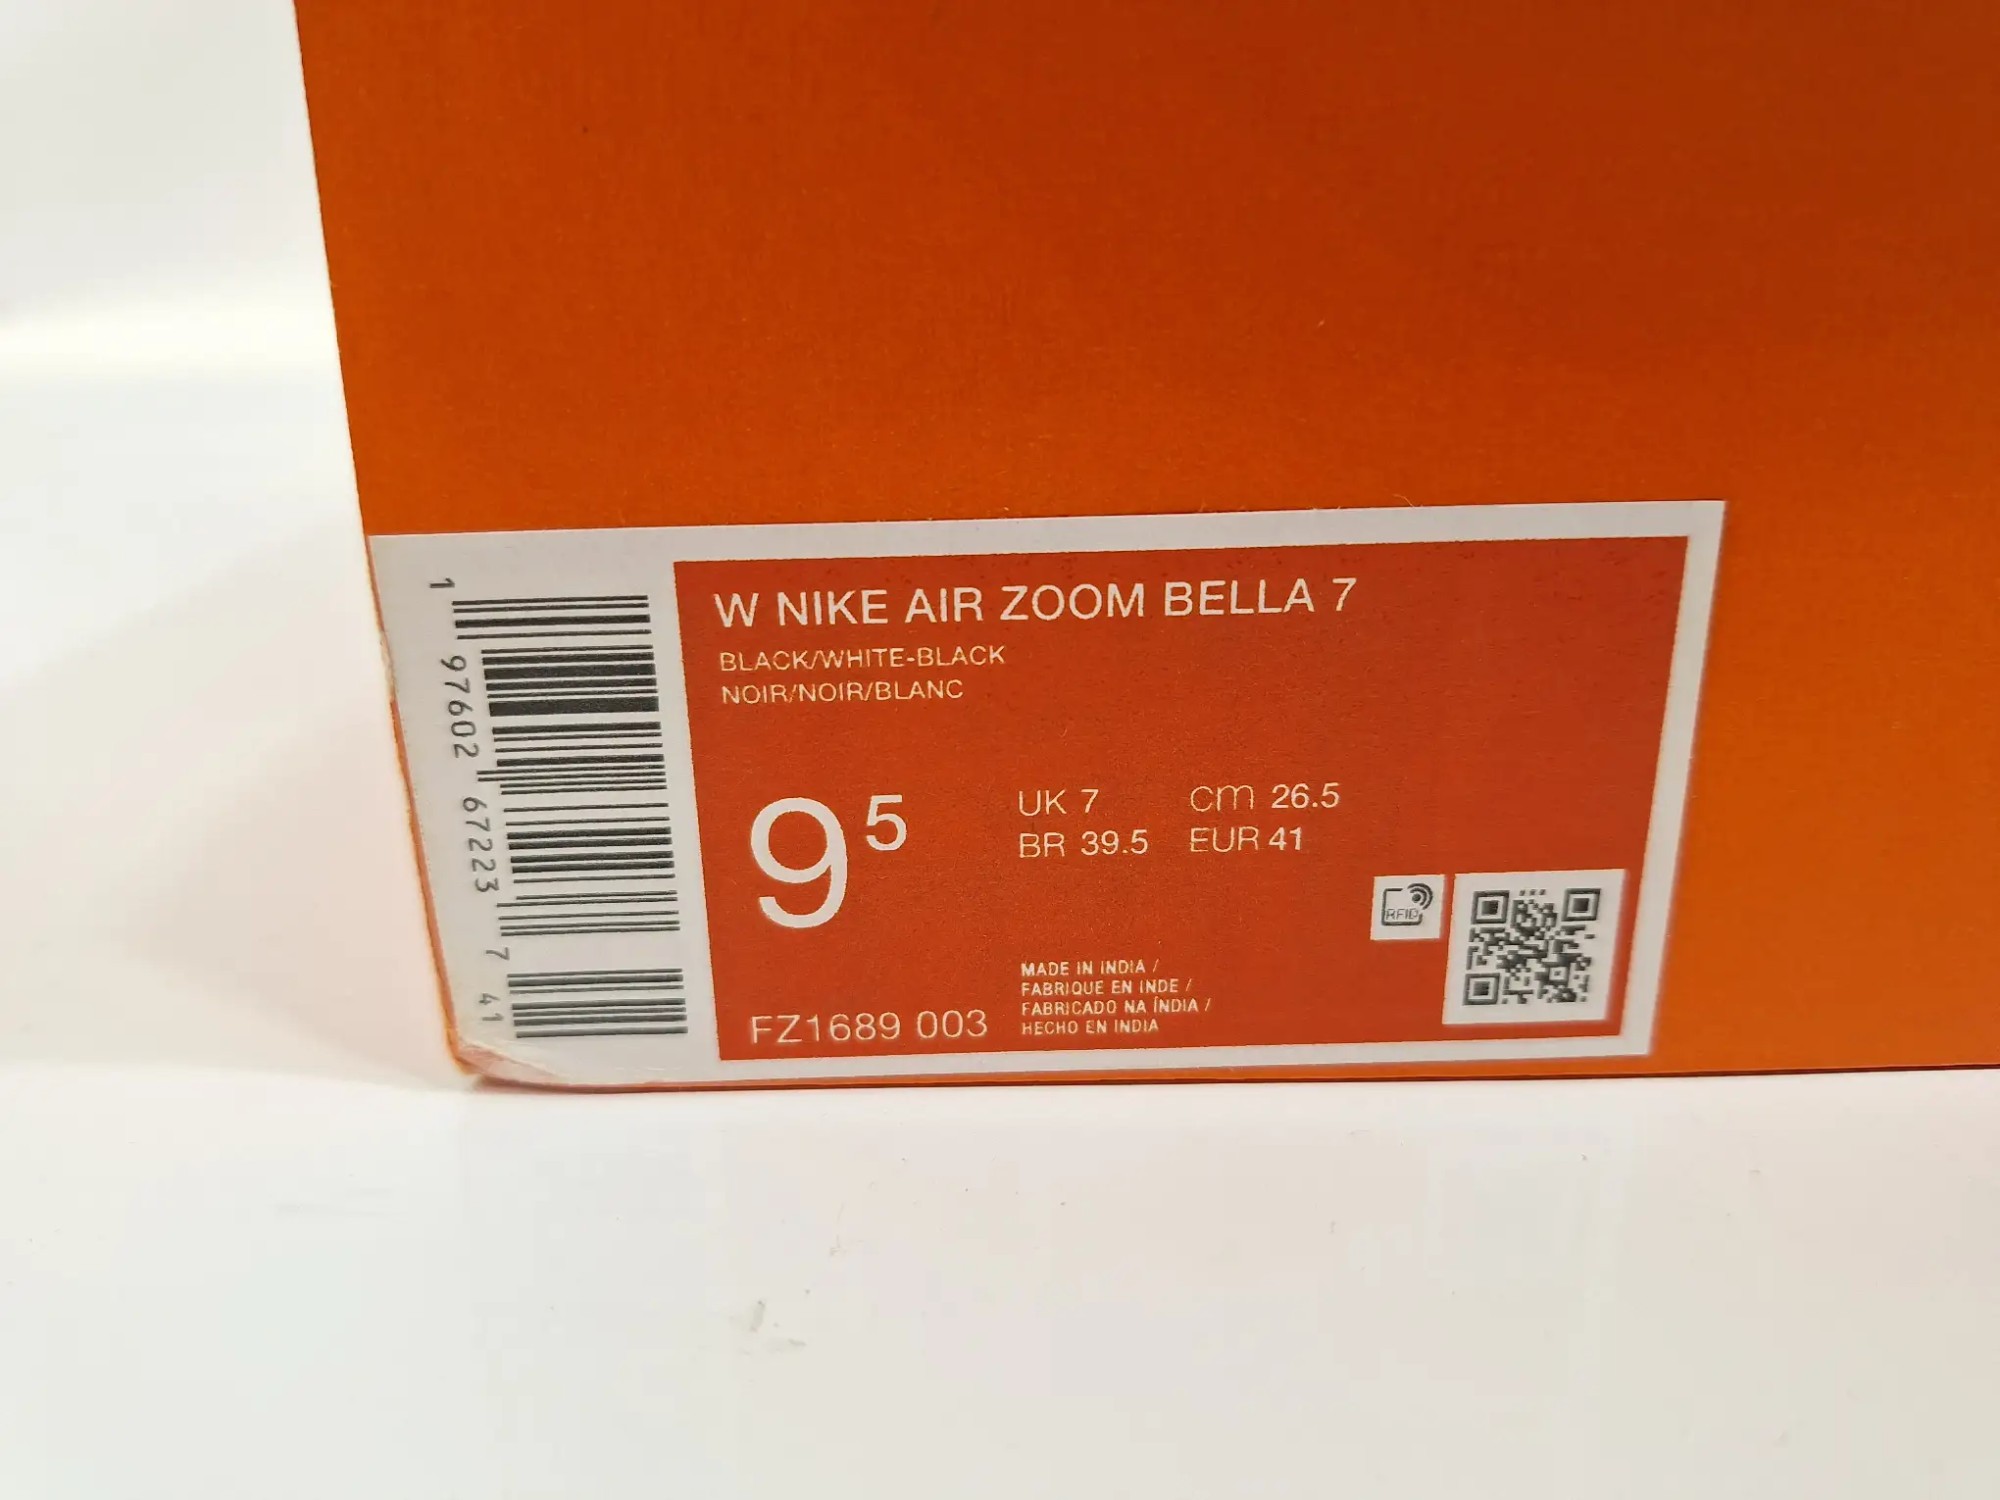 W NIKE AIR ZOOM BELLA 7
BLACK/WHITE-BLACK
NOIR/NOIR/BLANC
9 5
UK 7 cm 26.5
BR 39.5 EUR 41
RFID
MADE IN INDIA /
FABRIQUE EN INDE /
FABRICADO NA ÍNDIA /
HECHO EN INDIA
FZ1689 003
1 97602 67223 7 41